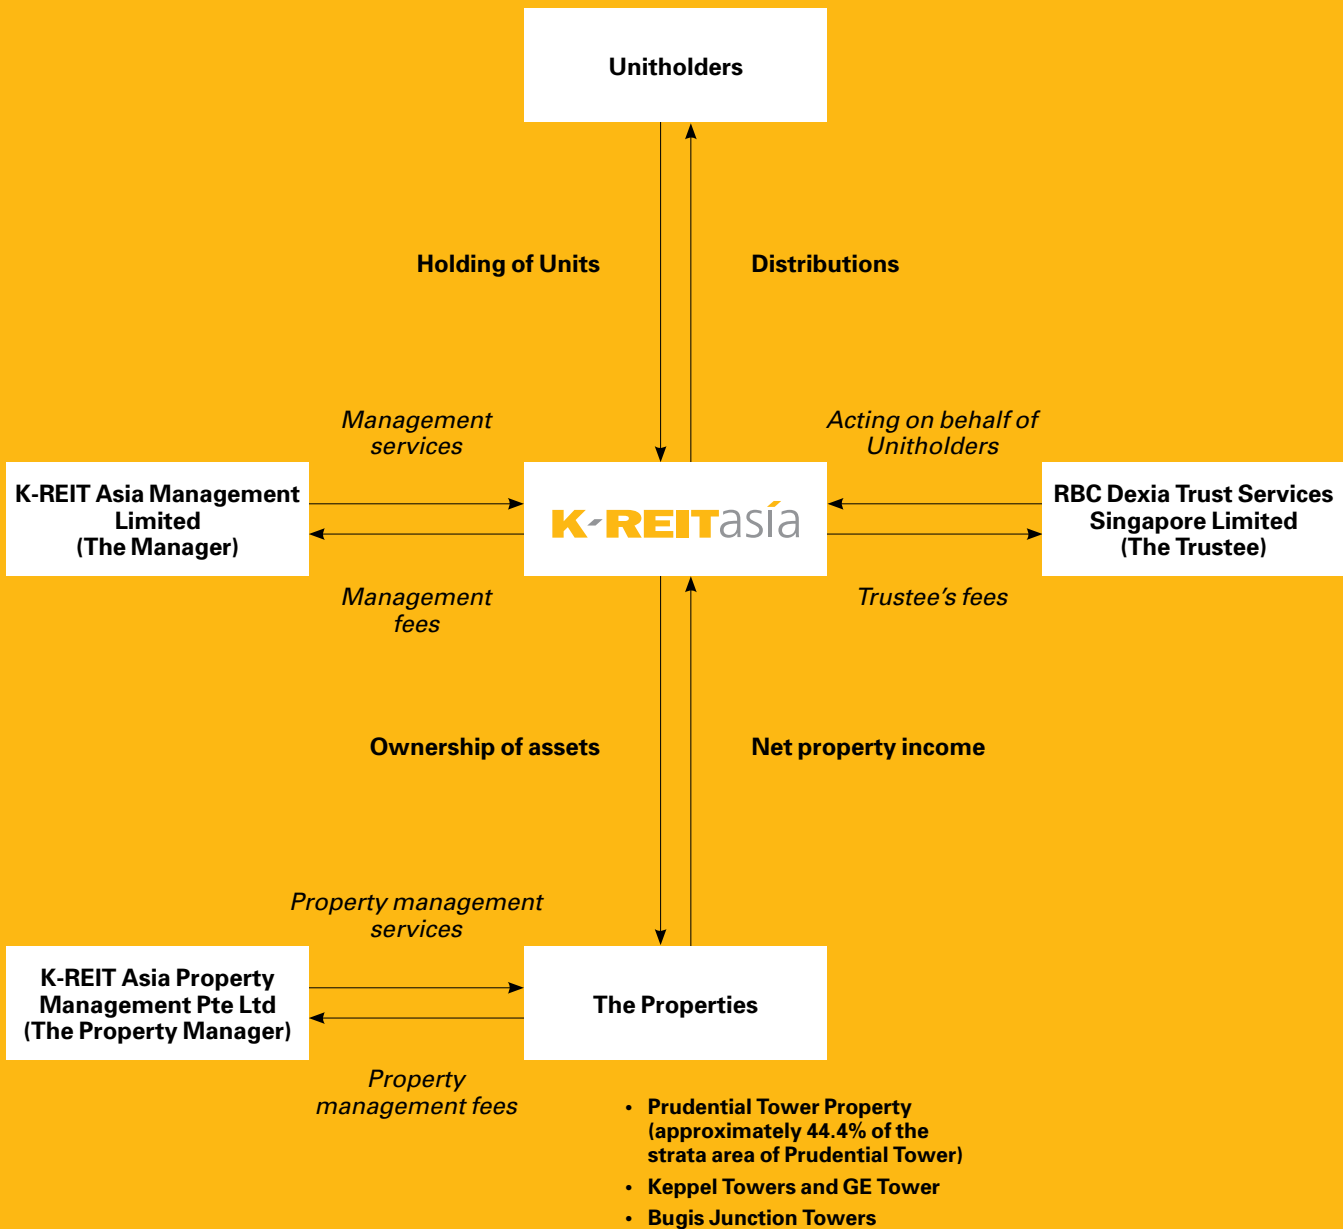 Unitholders
Holding of Units
Distributions
Management
services
Acting on behalf of
Unitholders
K-REIT Asia Management
Limited
(The Manager)
K-REITasia
RBC Dexia Trust Services
Singapore Limited
(The Trustee)
Management
fees
Trustee's fees
Ownership of assets
Net property income
Property management
services
K-REIT Asia Property
Management Pte Ltd
(The Property Manager)
The Properties
Property
management fees
• Prudential Tower Property
(approximately 44.4% of the
strata area of Prudential Tower)
• Keppel Towers and GE Tower
• Bugis Junction Towers